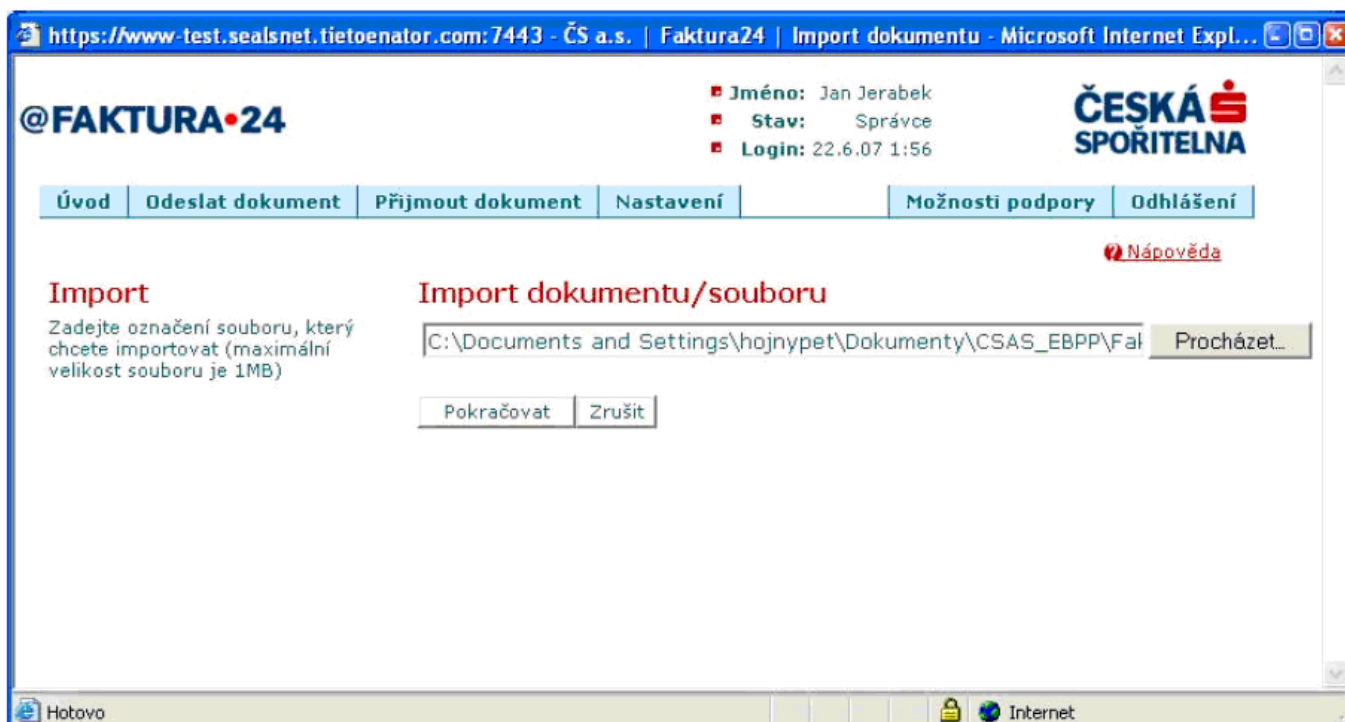 https://www-test.sealsnet.tietoenator.com:7443 - ČS a.s. | Faktura24 | Import dokumentu - Microsoft Internet Expl...
@FAKTURA•24
Jméno: Jan Jerabek
Stav: Správce
Login: 22.6.07 1:56
ČESKÁ
SPOŘITELNA
Úvod Odeslat dokument Přijmout dokument Nastavení Možnosti podpory Odhlášení
Nápověda
Import
Zadejte označení souboru, který
chcete importovat (maximální
velikost souboru je 1MB)
Import dokumentu/souboru
C:\Documents and Settings\hojnypet\Dokumenty\CSAS_EBPP\Fa Procházet...
Pokračovat Zrušit
Hotovo Internet